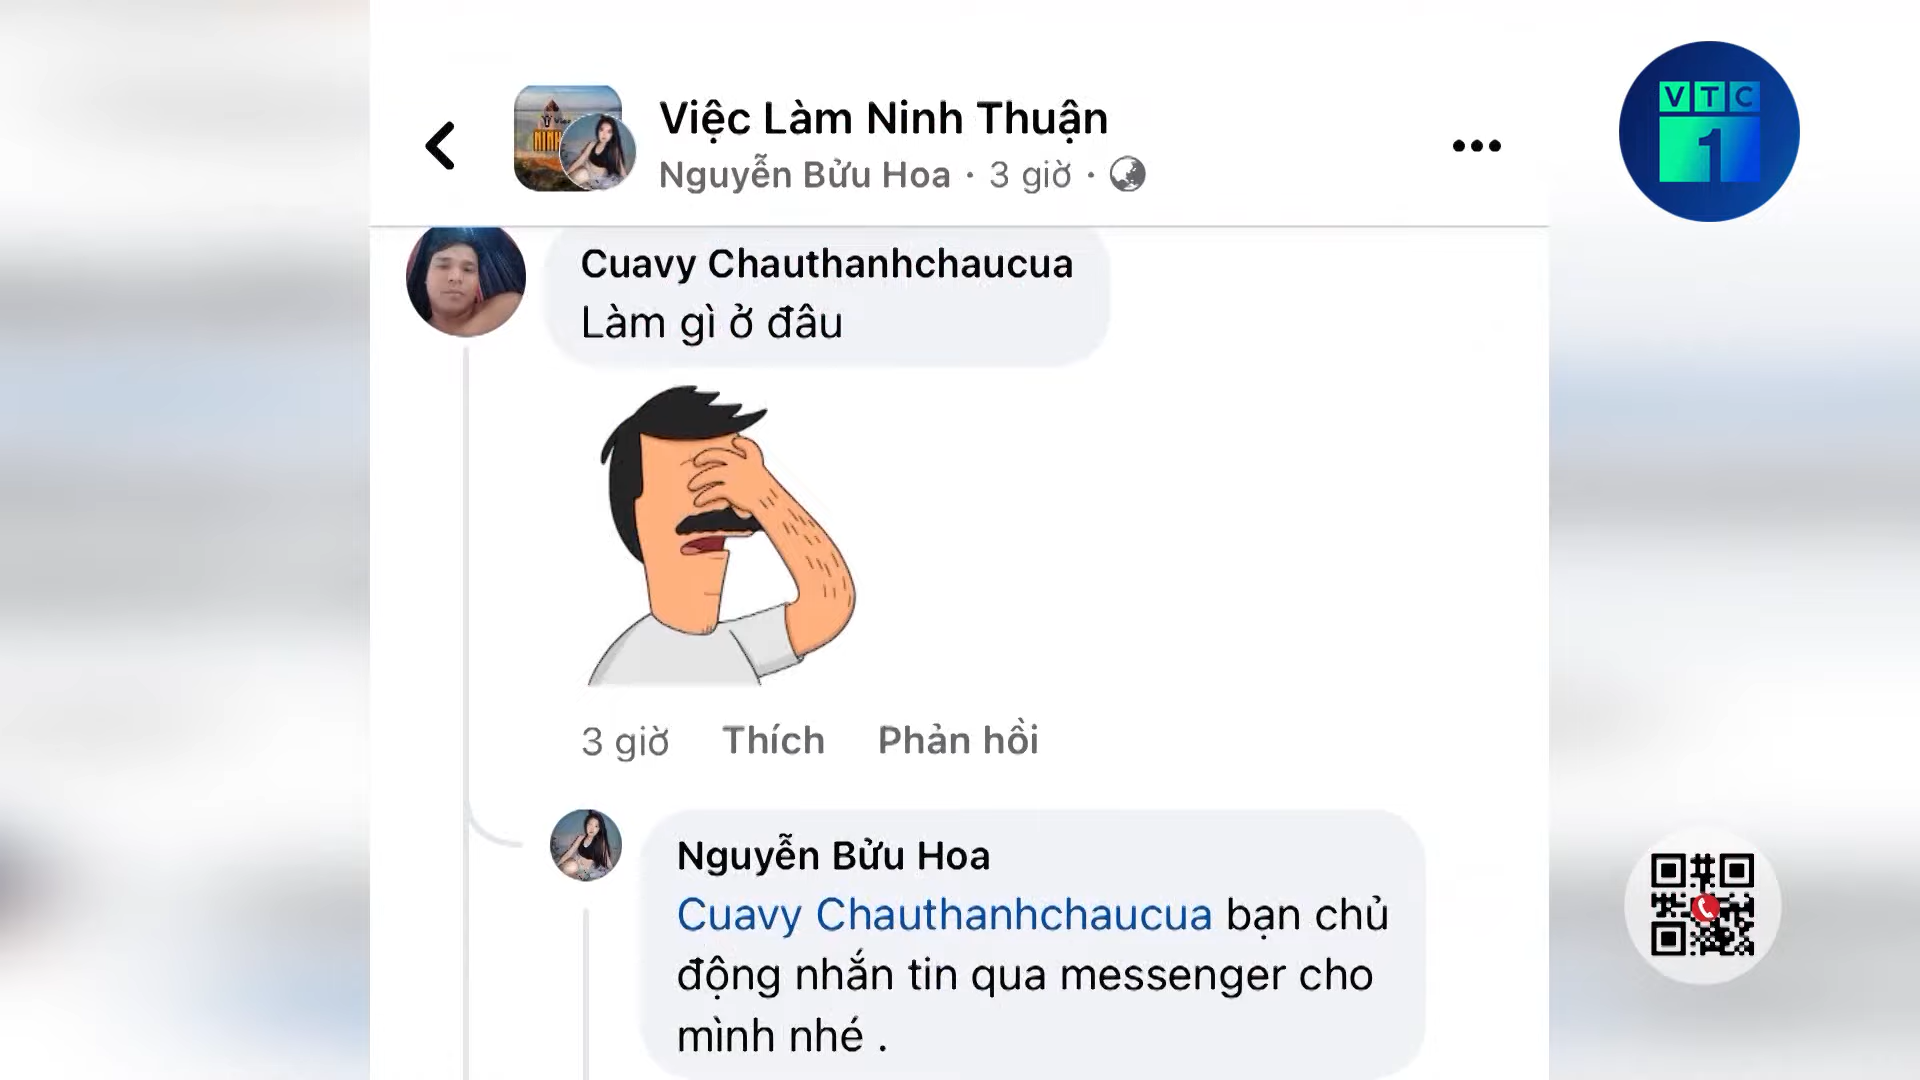 Việc Làm Ninh Thuận
Nguyễn Bửu Hoa · 3 giờ ·
Cuavy Chauthanhchaucua
Làm gì ở đâu
3 giờ Thích Phản hồi
Nguyễn Bửu Hoa
Cuavy Chauthanhchaucua bạn chủ
động nhắn tin qua messenger cho
mình nhé .
VTC
1